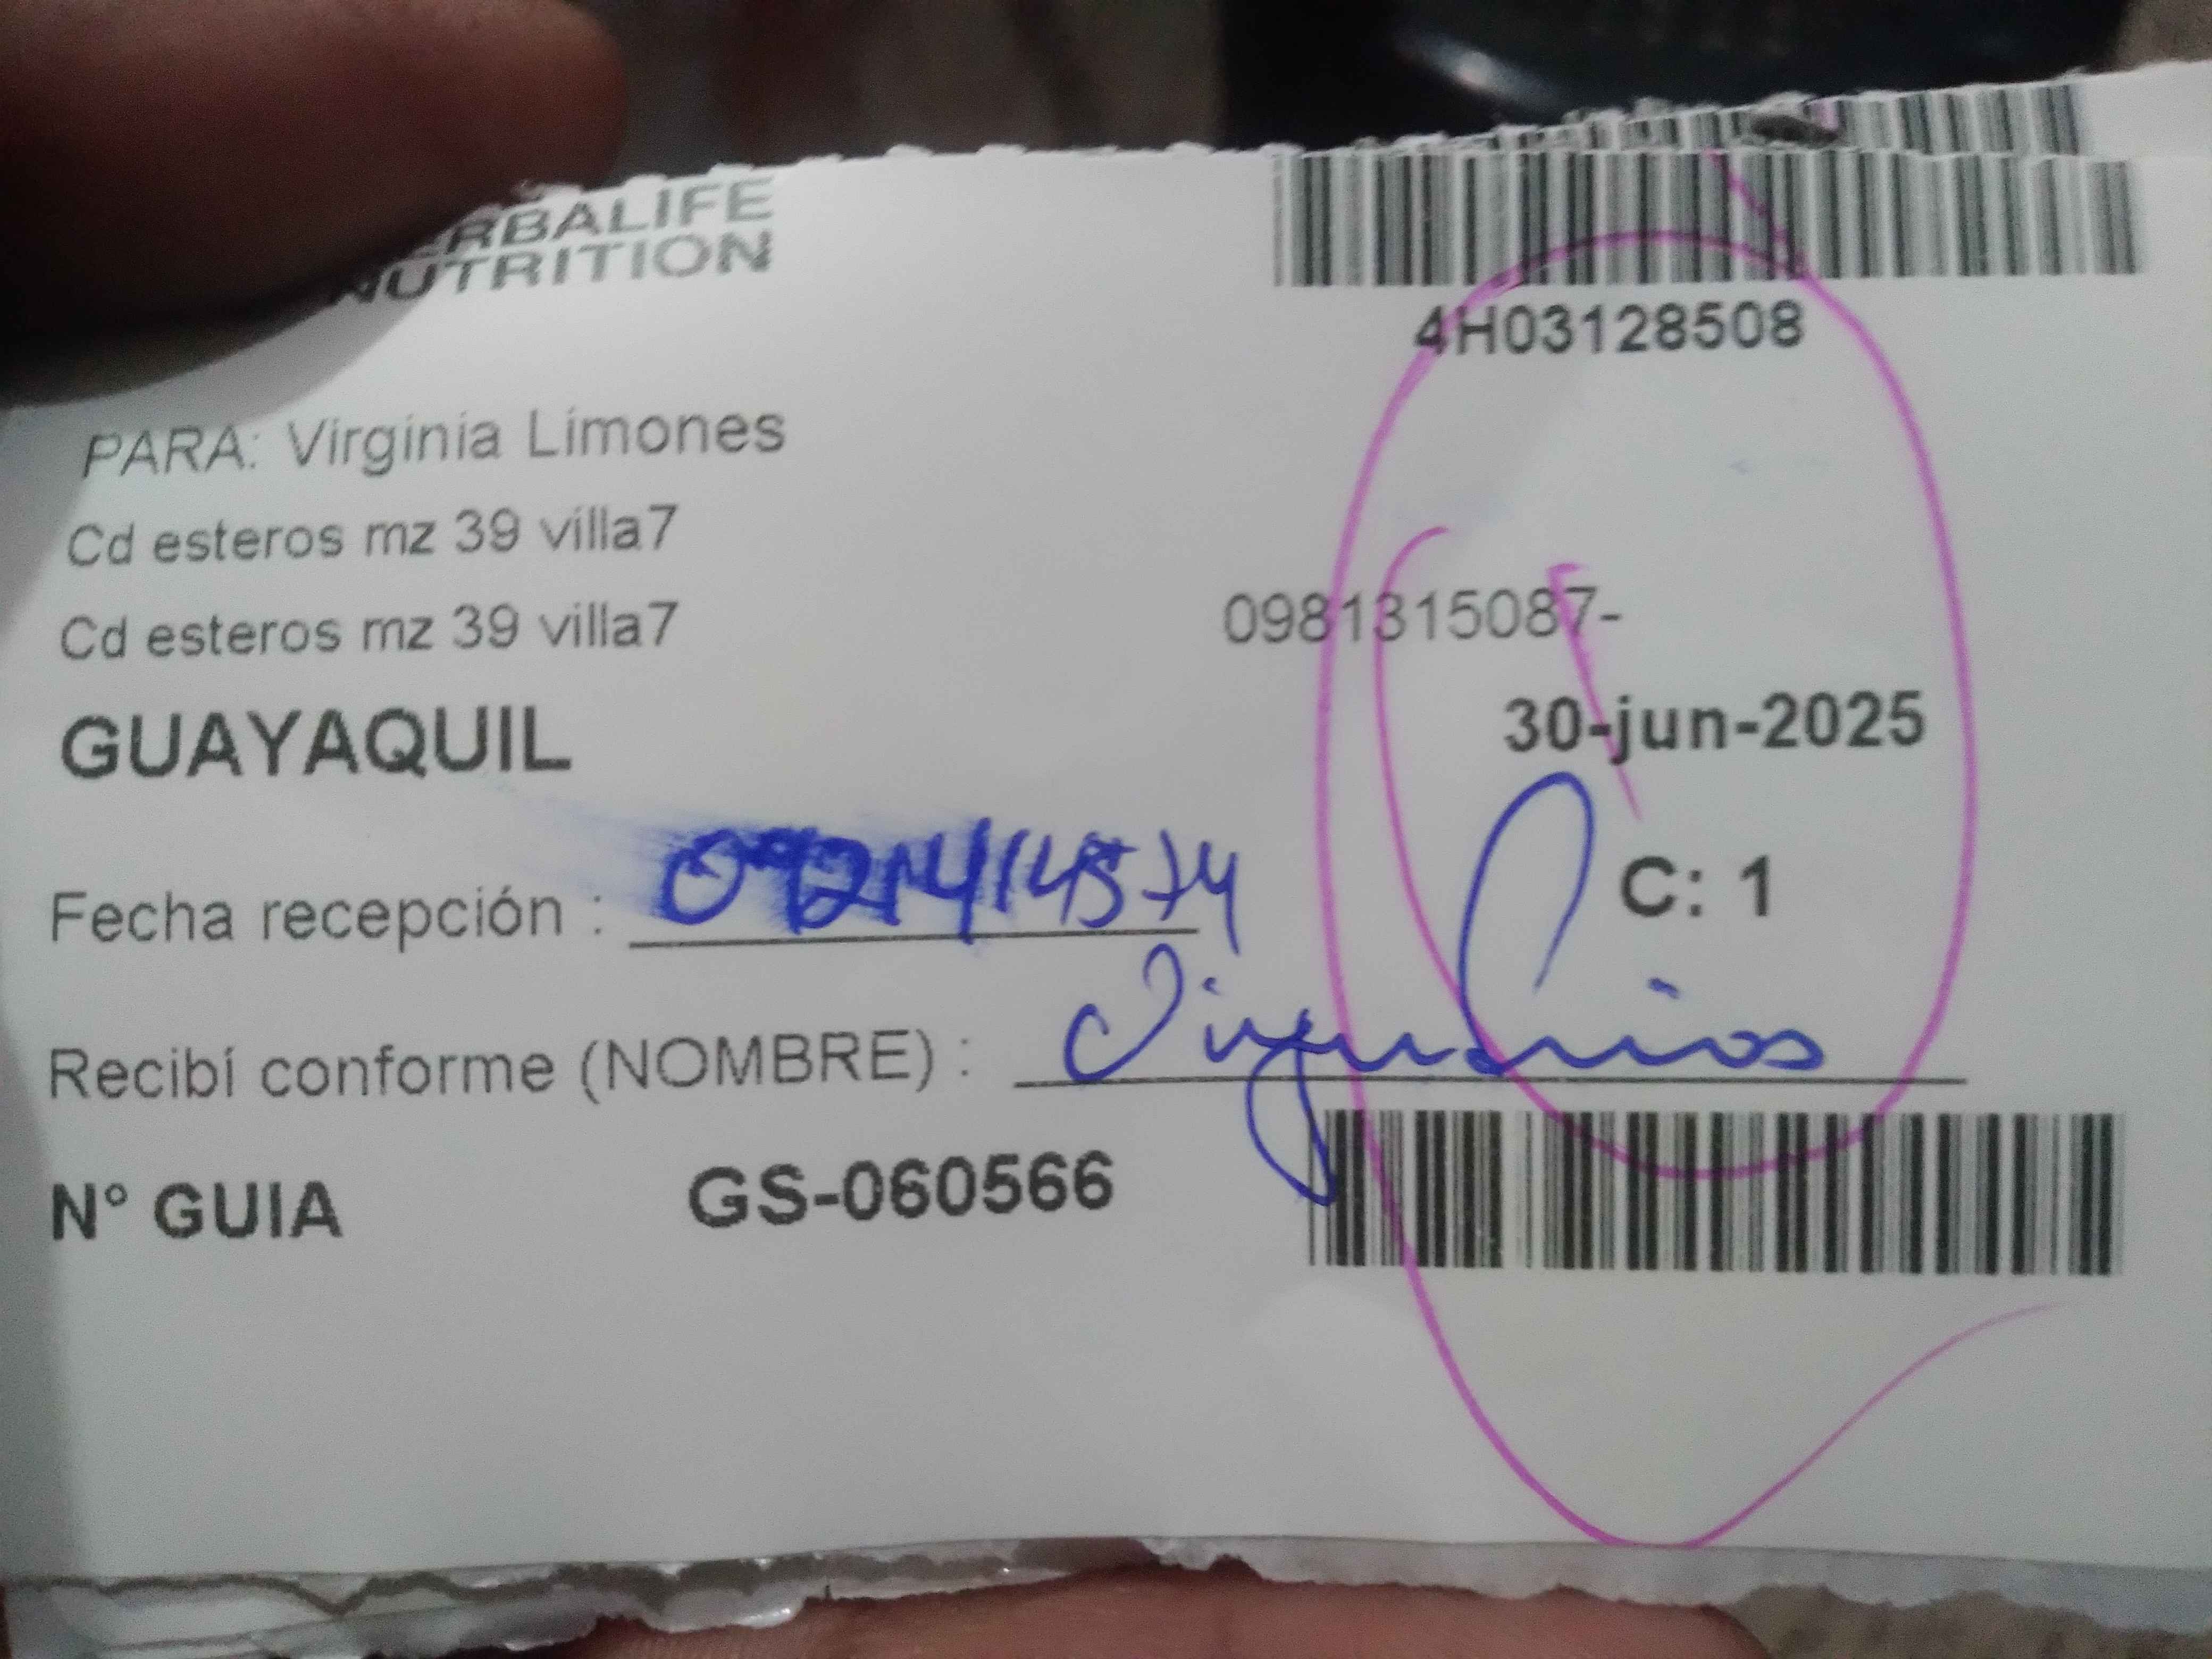 ERBALIFE
NUTRITION
4H03128508
PARA: Virginia Limones
Cd esteros mz 39 villa7
Cd esteros mz 39 villa7
0981315087-
GUAYAQUIL
30-jun-2025
C: 1
Fecha recepción :
Recibí conforme (NOMBRE) :
N° GUIA GS-060566